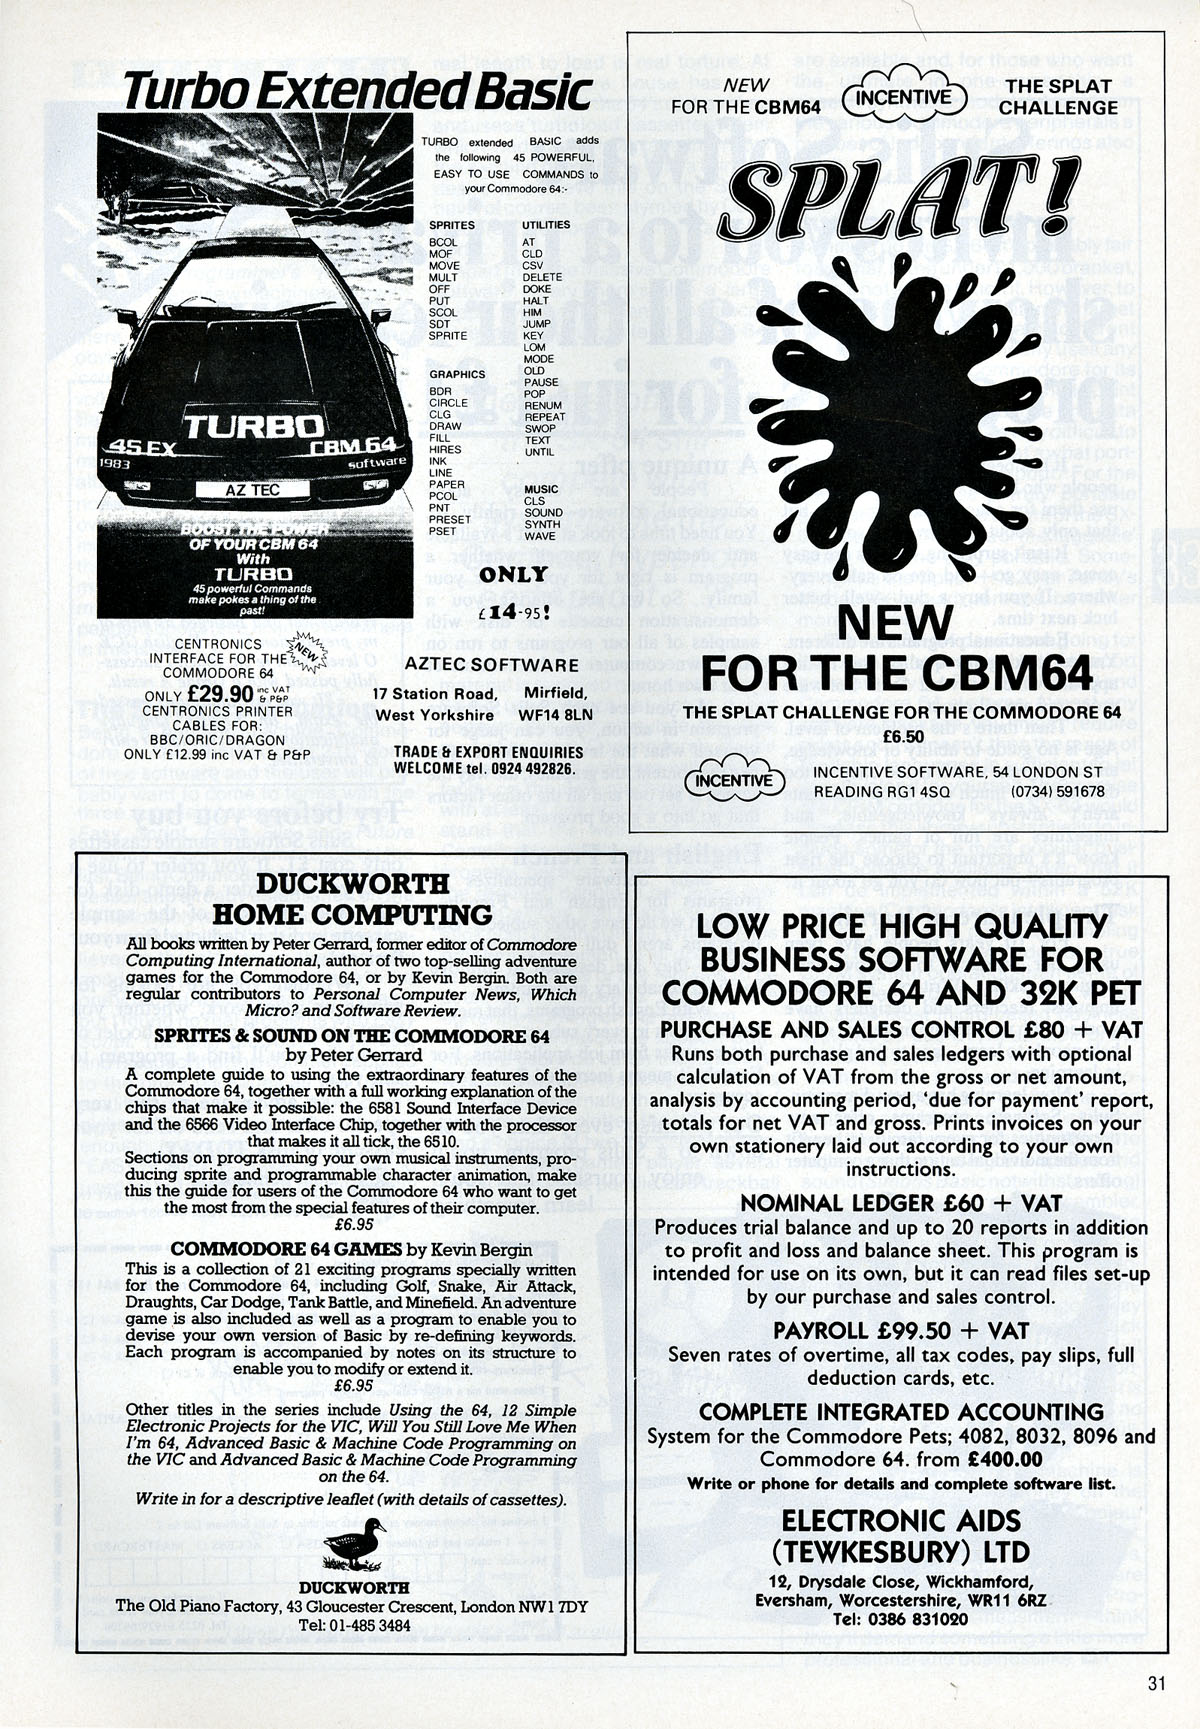 Turbo Extended Basic
TURBO extended BASIC adds
the following 45 POWERFUL,
EASY TO USE COMMANDS to
your Commodore 64:-
SPRITES
BCOL
MOF
MOVE
MULT
OFF
PUT
SCOL
SDT
SPRITE
GRAPHICS
BDR
CIRCLE
CLG
DRAW
FILL
HIRES
INK
LINE
PAPER
PCOL
PNT
PRESET
PSET
UTILITIES
AT
CLD
CSV
DELETE
DOKE
HALT
HIM
JUMP
KEY
LOM
MODE
OLD
PAUSE
POP
RENUM
REPEAT
SWOP
TEXT
UNTIL
MUSIC
CLS
SOUND
SYNTH
WAVE
TURBO
45 EX CBM 64
1983 software
AZ TEC
BOOST THE POWER
OF YOUR CBM 64
With
TURBO
45 powerful Commands
make pokes a thing of the
past!
ONLY
£14.95!
CENTRONICS
INTERFACE FOR THE
COMMODORE 64
NEW
ONLY £29.90 inc VAT & P&P
CENTRONICS PRINTER
CABLES FOR:
BBC/ORIC/DRAGON
ONLY £12.99 inc VAT & P&P
AZTEC SOFTWARE
17 Station Road, Mirfield,
West Yorkshire WF14 8LN
TRADE & EXPORT ENQUIRIES
WELCOME tel. 0924 492826.
NEW
FOR THE CBM64
INCENTIVE
THE SPLAT
CHALLENGE
SPLAT!
NEW
FOR THE CBM64
THE SPLAT CHALLENGE FOR THE COMMODORE 64
£6.50
INCENTIVE
INCENTIVE SOFTWARE, 54 LONDON ST
READING RG1 4SQ (0734) 591678
DUCKWORTH
HOME COMPUTING
All books written by Peter Gerrard, former editor of Commodore
Computing International, author of two top-selling adventure
games for the Commodore 64, or by Kevin Bergin. Both are
regular contributors to Personal Computer News, Which
Micro? and Software Review.
SPRITES & SOUND ON THE COMMODORE 64
by Peter Gerrard
A complete guide to using the extraordinary features of the
Commodore 64, together with a full working explanation of the
chips that make it possible: the 6581 Sound Interface Device
and the 6566 Video Interface Chip, together with the processor
that makes it all tick, the 6510.
Sections on programming your own musical instruments, pro-
ducing sprite and programmable character animation, make
this the guide for users of the Commodore 64 who want to get
the most from the special features of their computer.
£6.95
COMMODORE 64 GAMES by Kevin Bergin
This is a collection of 21 exciting programs specially written
for the Commodore 64, including Golf, Snake, Air Attack,
Draughts, Car Dodge, Tank Battle, and Minefield. An adventure
game is also included as well as a program to enable you to
devise your own version of Basic by re-defining keywords.
Each program is accompanied by notes on its structure to
enable you to modify or extend it.
£6.95
Other titles in the series include Using the 64, 12 Simple
Electronic Projects for the VIC, Will You Still Love Me When
I'm 64, Advanced Basic & Machine Code Programming on
the VIC and Advanced Basic & Machine Code Programming
on the 64.
Write in for a descriptive leaflet (with details of cassettes).
DUCKWORTH
The Old Piano Factory, 43 Gloucester Crescent, London NW1 7DY
Tel: 01-485 3484
LOW PRICE HIGH QUALITY
BUSINESS SOFTWARE FOR
COMMODORE 64 AND 32K PET
PURCHASE AND SALES CONTROL £80 + VAT
Runs both purchase and sales ledgers with optional
calculation of VAT from the gross or net amount,
analysis by accounting period, 'due for payment' report,
totals for net VAT and gross. Prints invoices on your
own stationery laid out according to your own
instructions.
NOMINAL LEDGER £60 + VAT
Produces trial balance and up to 20 reports in addition
to profit and loss and balance sheet. This program is
intended for use on its own, but it can read files set-up
by our purchase and sales control.
PAYROLL £99.50 + VAT
Seven rates of overtime, all tax codes, pay slips, full
deduction cards, etc.
COMPLETE INTEGRATED ACCOUNTING
System for the Commodore Pets; 4082, 8032, 8096 and
Commodore 64. from £400.00
Write or phone for details and complete software list.
ELECTRONIC AIDS
(TEWKESBURY) LTD
12, Drysdale Close, Wickhamford,
Eversham, Worcestershire, WR11 6RZ
Tel: 0386 831020
31